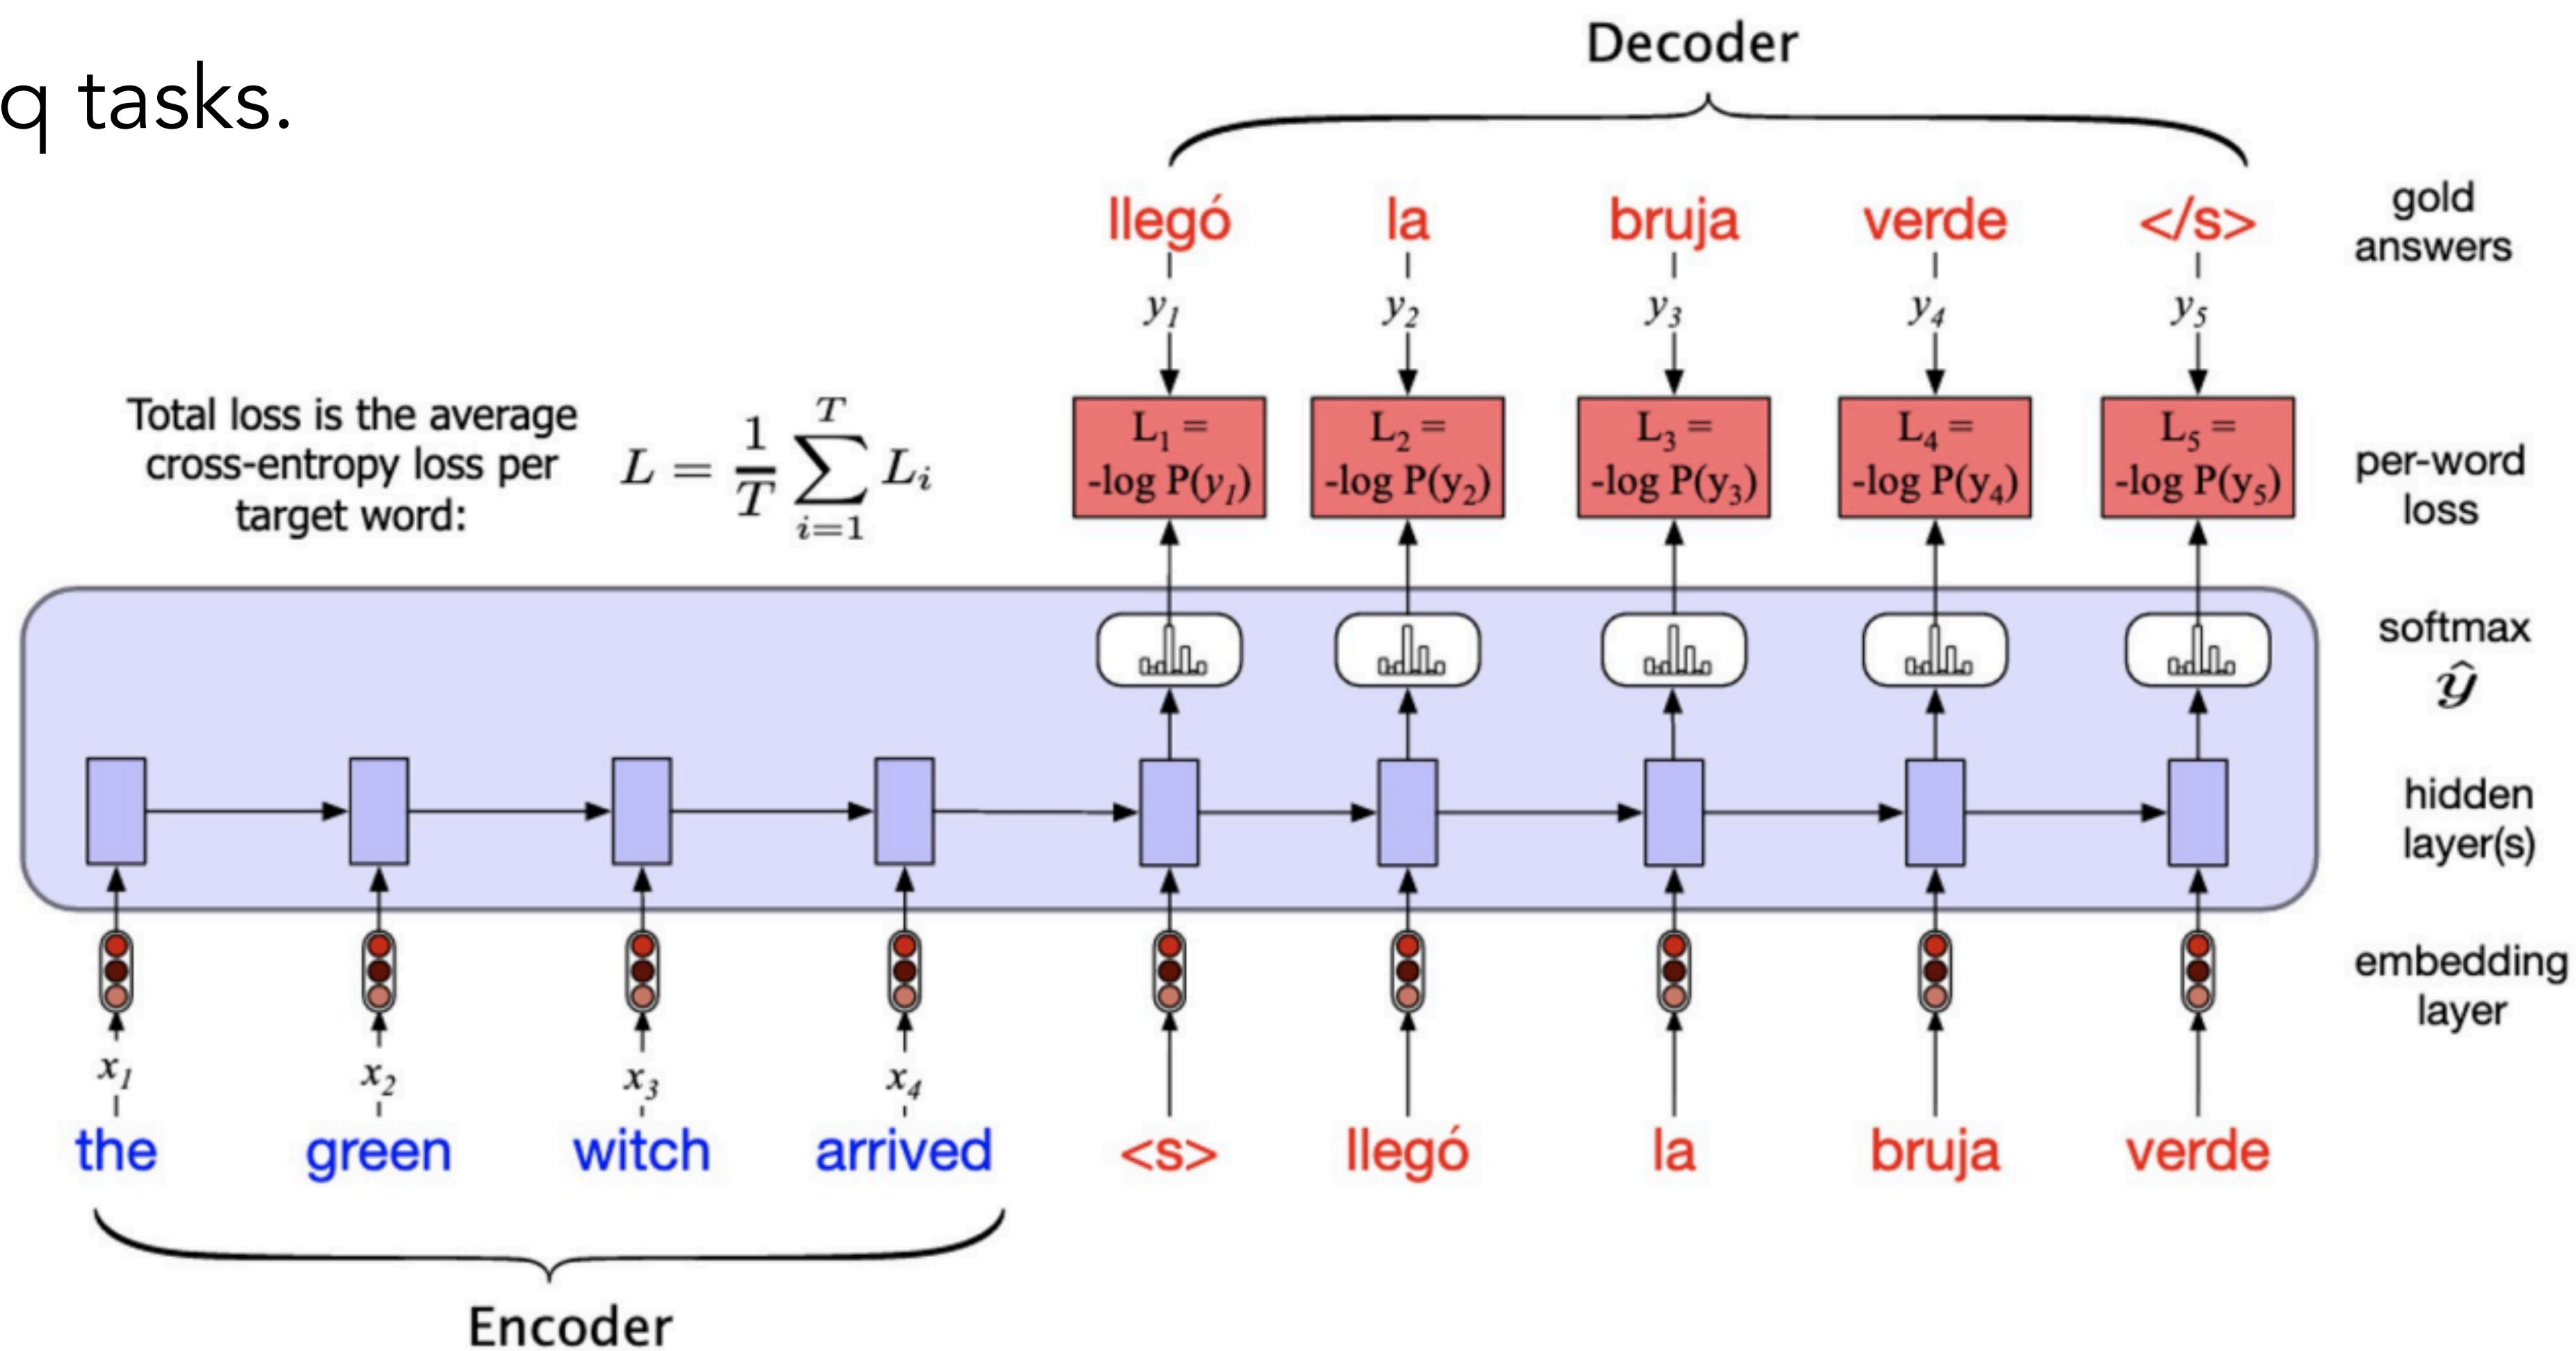 q tasks.
Decoder
llegó la bruja verde </s>
gold
answers
y1 y2 y3 y4 y5
Total loss is the average
cross-entropy loss per
target word:
L = 1/T ∑ i=1 T Li
L1 =
-log P(y1)
L2 =
-log P(y2)
L3 =
-log P(y3)
L4 =
-log P(y4)
L5 =
-log P(y5)
per-word
loss
softmax
ŷ
hidden
layer(s)
embedding
layer
x1 x2 x3 x4
the green witch arrived <s> llegó la bruja verde
Encoder